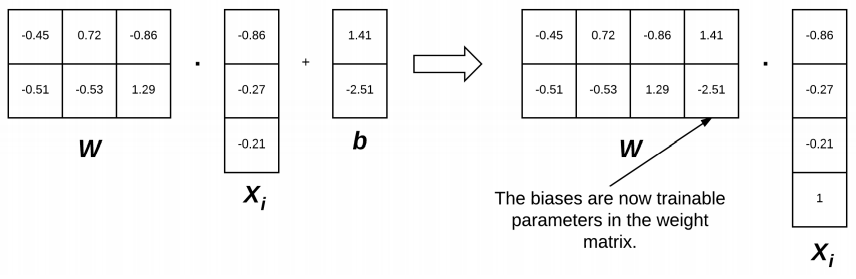 -0.45 0.72 -0.86
-0.51 -0.53 1.29
W
·
-0.86
-0.27
-0.21
Xi
+
1.41
-2.51
b
-0.45 0.72 -0.86 1.41
-0.51 -0.53 1.29 -2.51
W
·
-0.86
-0.27
-0.21
1
Xi
The biases are now trainable
parameters in the weight
matrix.